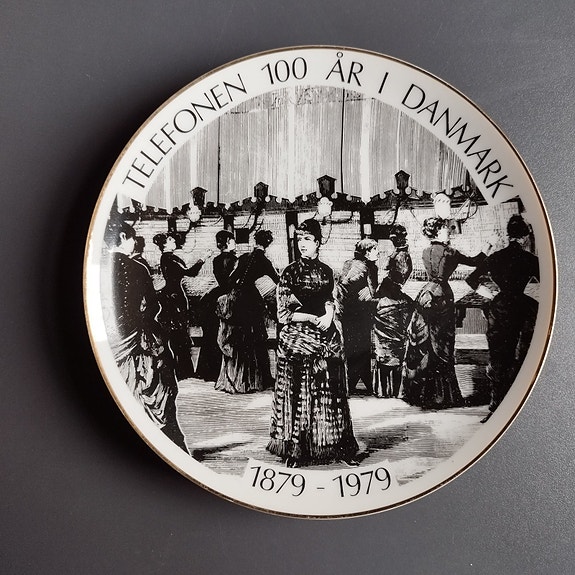 TELEFONEN 100 ÅR I DANMARK
1879 - 1979